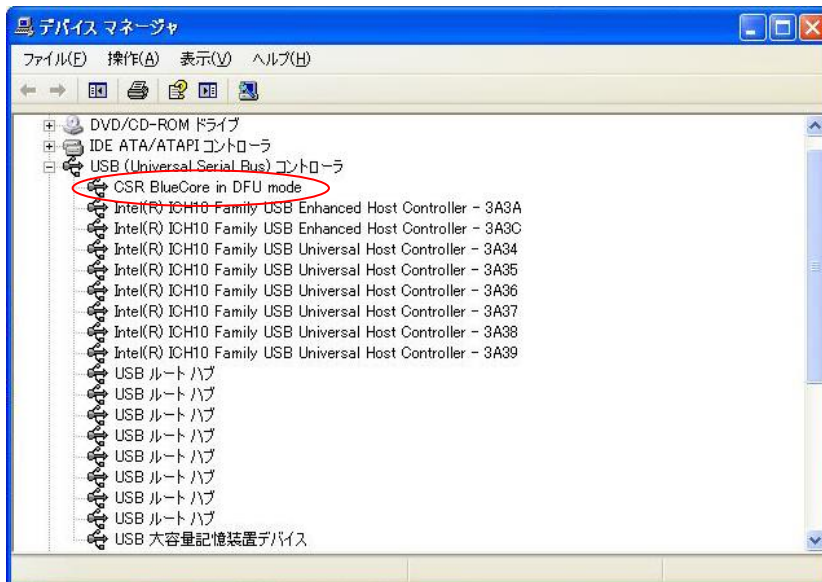 デバイス マネージャ
ファイル(F) 操作(A) 表示(V) ヘルプ(H)
DVD/CD-ROM ドライブ
IDE ATA/ATAPI コントローラ
USB (Universal Serial Bus) コントローラ
CSR BlueCore in DFU mode
Intel(R) ICH10 Family USB Enhanced Host Controller - 3A3A
Intel(R) ICH10 Family USB Enhanced Host Controller - 3A3C
Intel(R) ICH10 Family USB Universal Host Controller - 3A34
Intel(R) ICH10 Family USB Universal Host Controller - 3A35
Intel(R) ICH10 Family USB Universal Host Controller - 3A36
Intel(R) ICH10 Family USB Universal Host Controller - 3A37
Intel(R) ICH10 Family USB Universal Host Controller - 3A38
Intel(R) ICH10 Family USB Universal Host Controller - 3A39
USB ルート ハブ
USB ルート ハブ
USB ルート ハブ
USB ルート ハブ
USB ルート ハブ
USB ルート ハブ
USB ルート ハブ
USB ルート ハブ
USB 大容量記憶装置デバイス